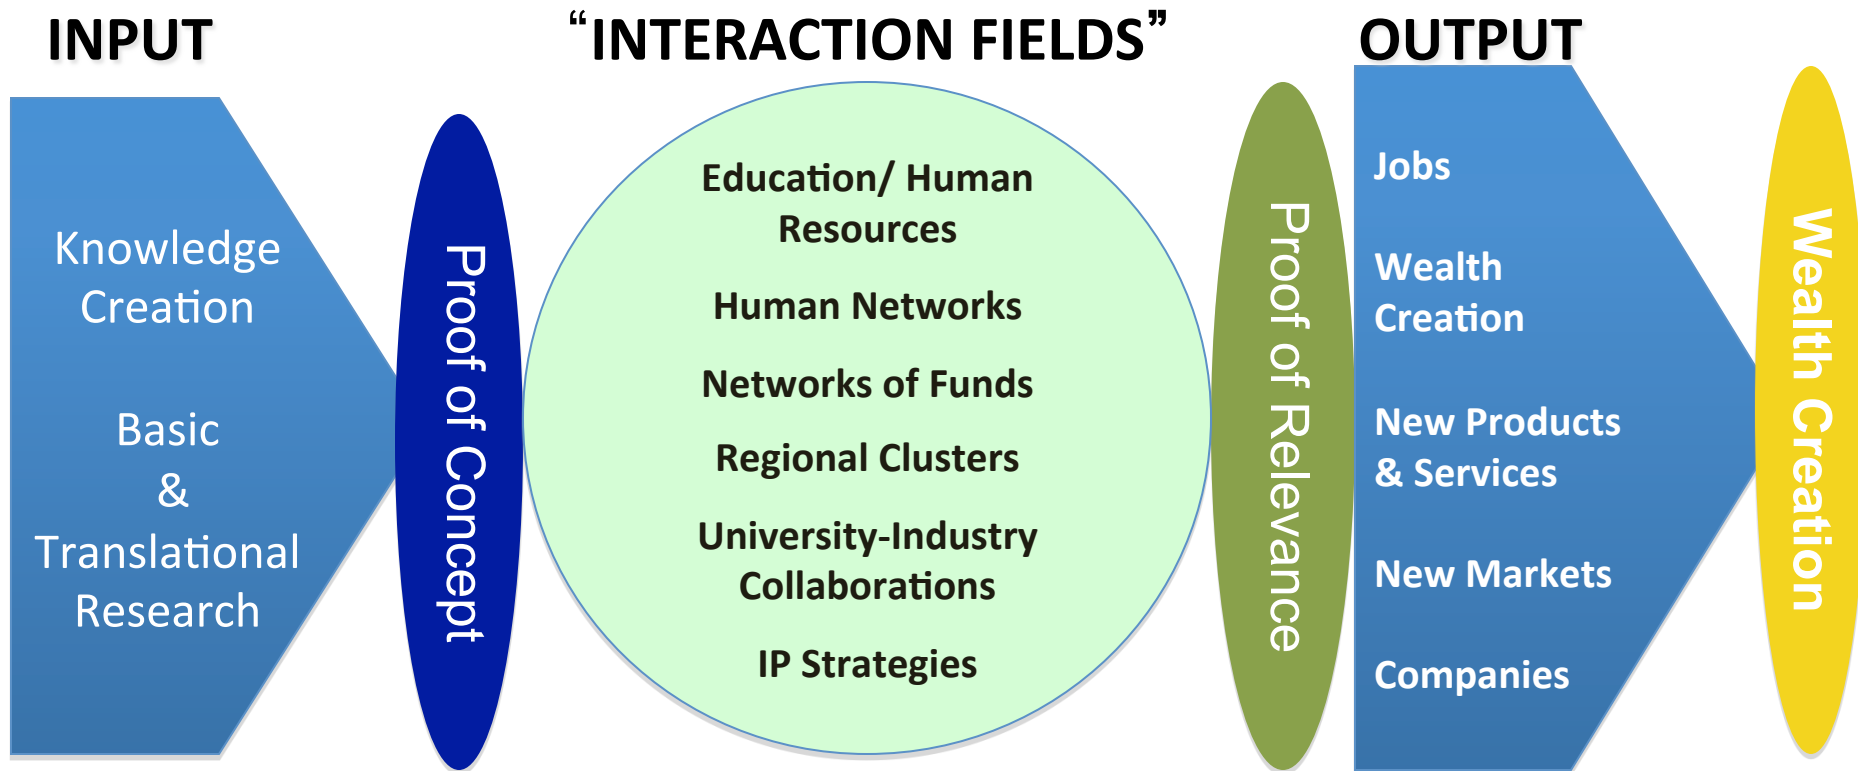 INPUT
Knowledge
Creation
Basic
&
Translational
Research
Proof of Concept
“INTERACTION FIELDS”
Education/ Human
Resources
Human Networks
Networks of Funds
Regional Clusters
University-Industry
Collaborations
IP Strategies
Proof of Relevance
OUTPUT
Jobs
Wealth
Creation
New Products
& Services
New Markets
Companies
Wealth Creation